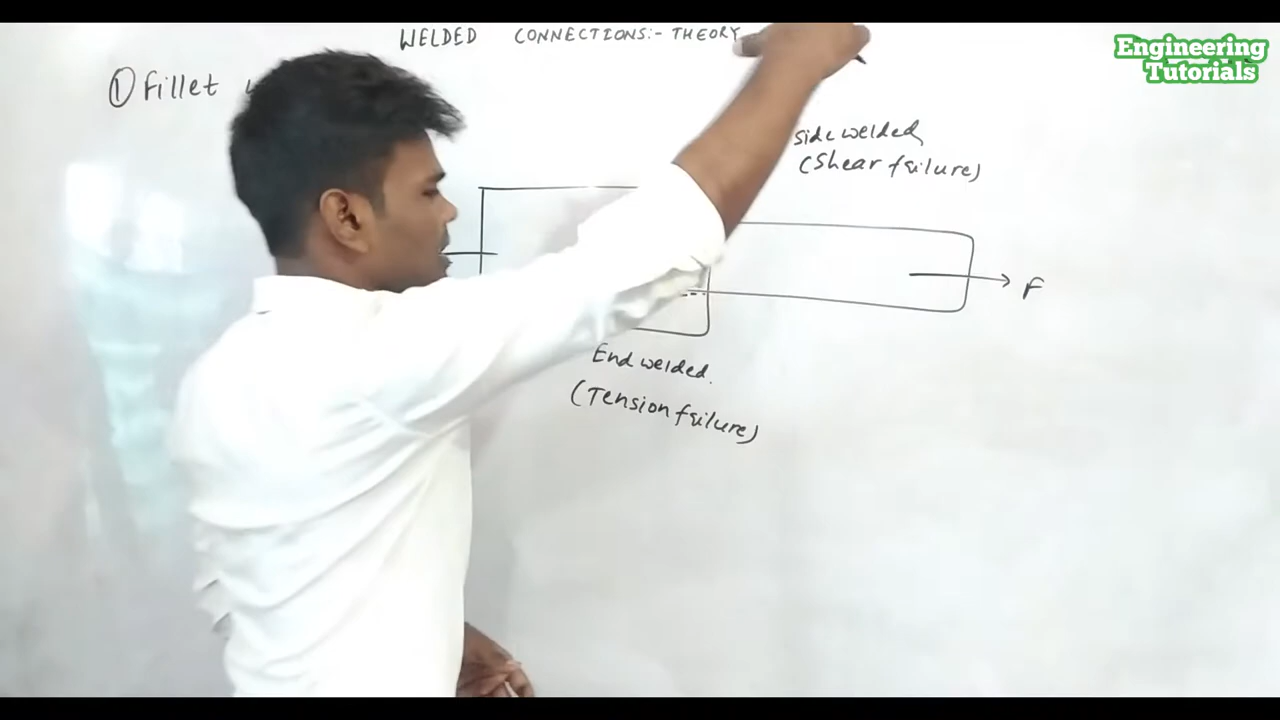 WELDED CONNECTIONS:- THEORY
Engineering
Tutorials
① Fillet
side welded
(Shear failure)
F
End welded.
(Tension failure)